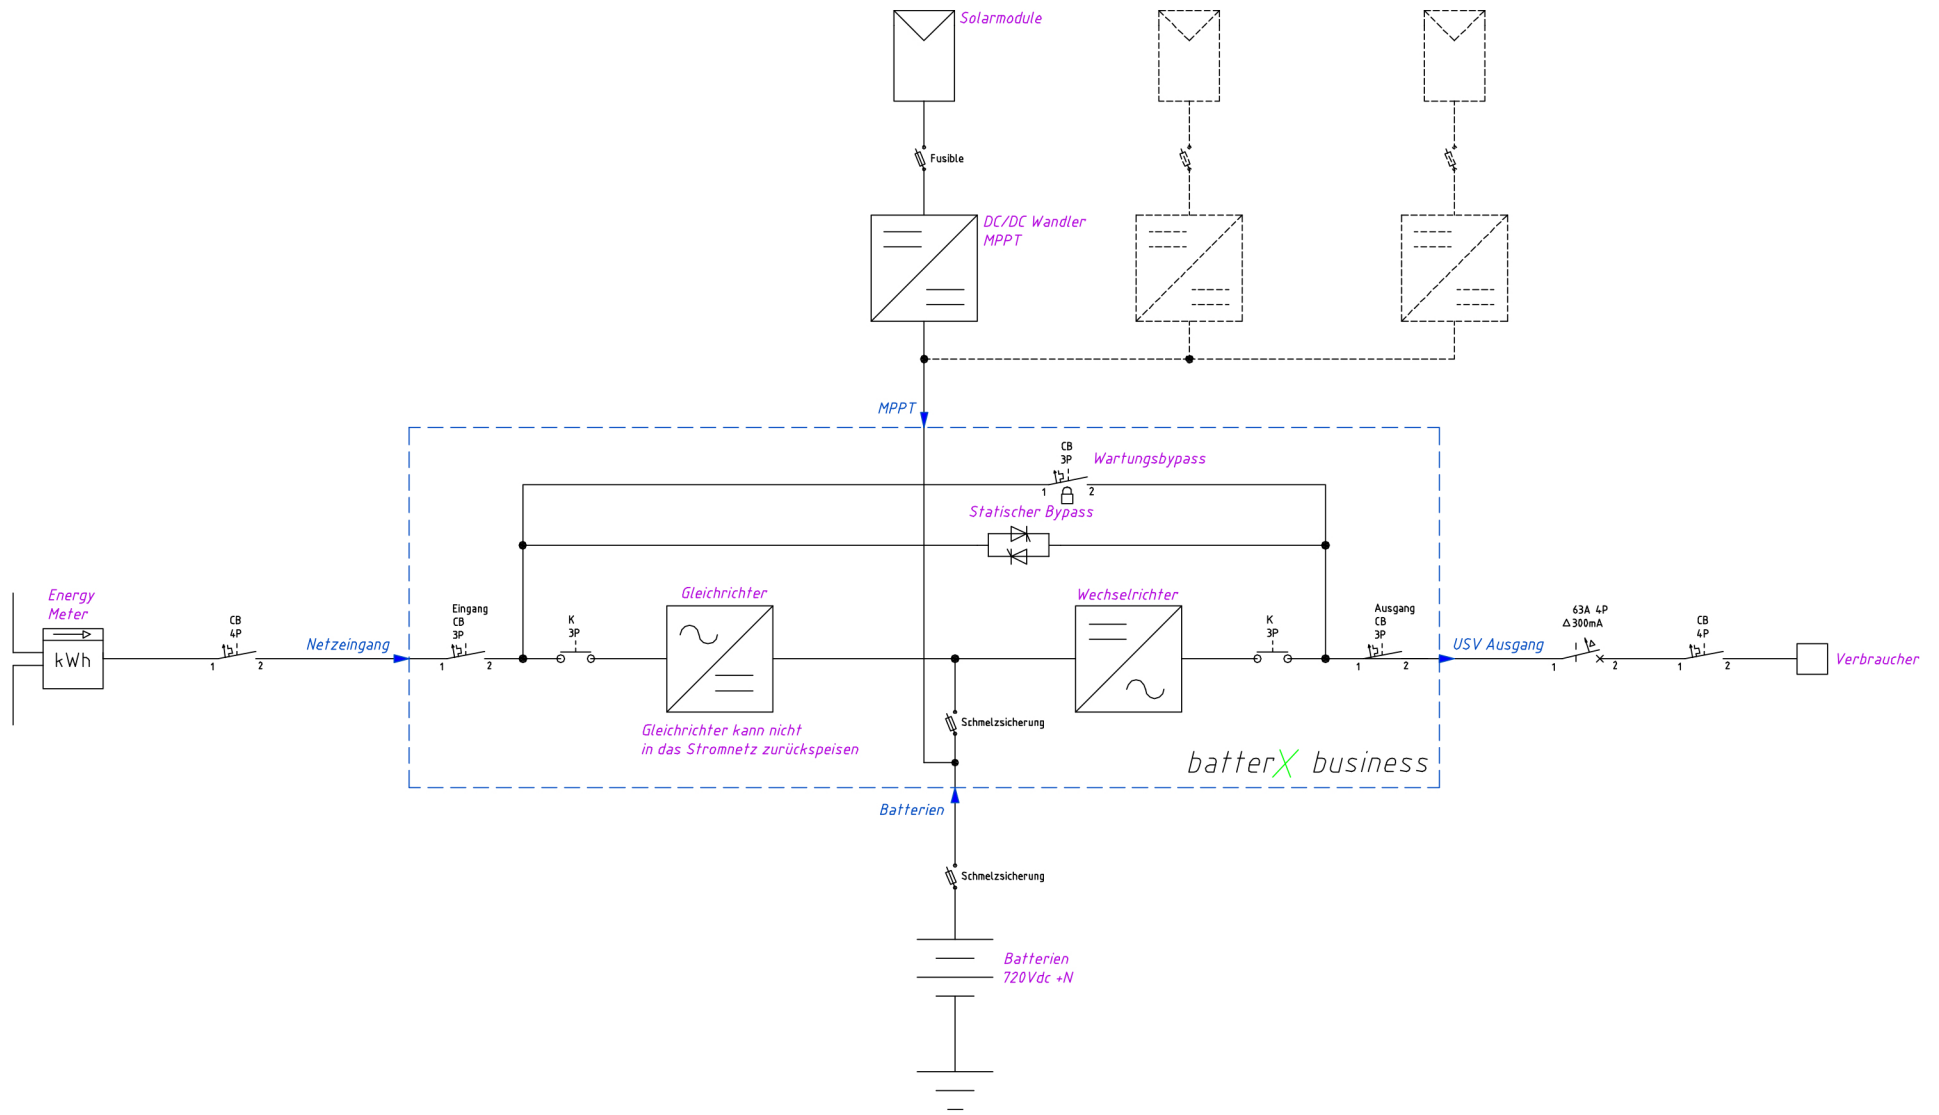 Solarmodule
Fusible
DC/DC Wandler
MPPT
MPPT
CB
3P
Wartungsbypass
1
2
Statischer Bypass
Energy
Meter
kWh
CB
4P
1
2
Netzeingang
Eingang
CB
3P
1
2
K
3P
Gleichrichter
Gleichrichter kann nicht
in das Stromnetz zurückspeisen
Wechselrichter
K
3P
Ausgang
CB
3P
1
2
USV Ausgang
63A 4P
Δ300mA
Δ
1
2
CB
4P
1
2
Verbraucher
Schmelzsicherung
batterX business
Batterien
Schmelzsicherung
Batterien
720Vdc +N